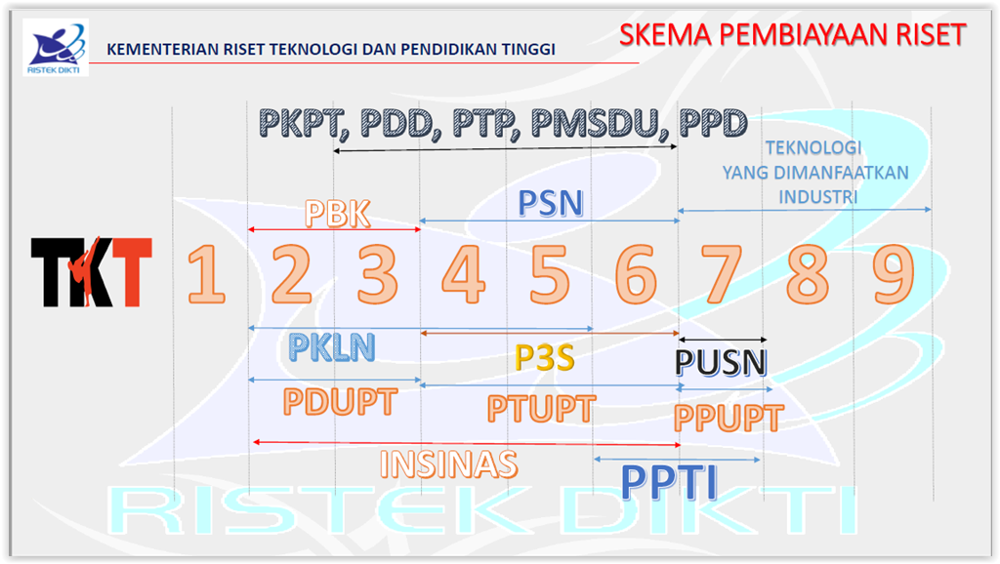 RISTEK DIKTI
KEMENTERIAN RISET TEKNOLOGI DAN PENDIDIKAN TINGGI
SKEMA PEMBIAYAAN RISET
PKPT, PDD, PTP, PMSDU, PPD
TEKNOLOGI
YANG DIMANFAATKAN
INDUSTRI
PBK
PSN
TKT 1 2 3 4 5 6 7 8 9
PKLN
P3S
PUSN
PDUPT
PTUPT
PPUPT
INSINAS
PPTI
RISTEK DIKTI